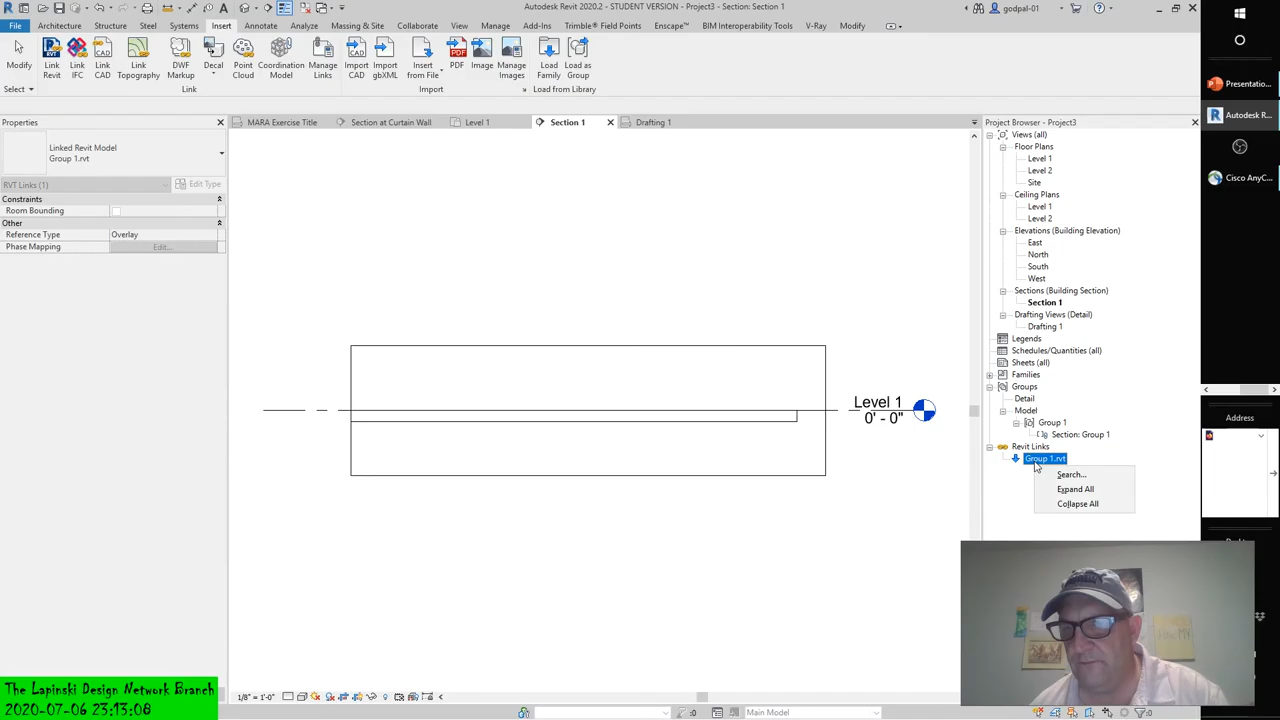 Autodesk Revit 2020.2 - STUDENT VERSION - Project3 - Section: Section 1
godpal-01
File
Architecture
Structure
Steel
Systems
Insert
Annotate
Analyze
Massing & Site
Collaborate
View
Manage
Add-Ins
Trimble® Field Points
Enscape™
BIM Interoperability Tools
V-Ray
Modify
Modify
Link Revit
Link IFC
Link CAD
Link Topography
DWF Markup
Decal
Point Cloud
Coordination Model
Manage Links
Import CAD
Import gbXML
Insert from File
PDF
Image
Manage Images
Load Family
Load as Group
Select
Link
Import
Load from Library
Properties
MARA Exercise Title
Section at Curtain Wall
Level 1
Section 1
Drafting 1
Project Browser - Project3
Linked Revit Model
Group 1.rvt
RVT Links (1)
Edit Type
Constraints
Room Bounding
Other
Reference Type
Overlay
Phase Mapping
Edit...
Level 1
0' - 0"
Views (all)
Floor Plans
Level 1
Level 2
Site
Ceiling Plans
Level 1
Level 2
Elevations (Building Elevation)
East
North
South
West
Sections (Building Section)
Section 1
Drafting Views (Detail)
Drafting 1
Legends
Schedules/Quantities (all)
Sheets (all)
Families
Groups
Detail
Model
Group 1
Section: Group 1
Revit Links
Group 1.rvt
Search...
Expand All
Collapse All
Presentatio...
Autodesk R...
Cisco AnyC...
Address
1/8" = 1'-0"
:0
Main Model
:0
The Lapinski Design Network Branch
2020-07-06 23:13:08